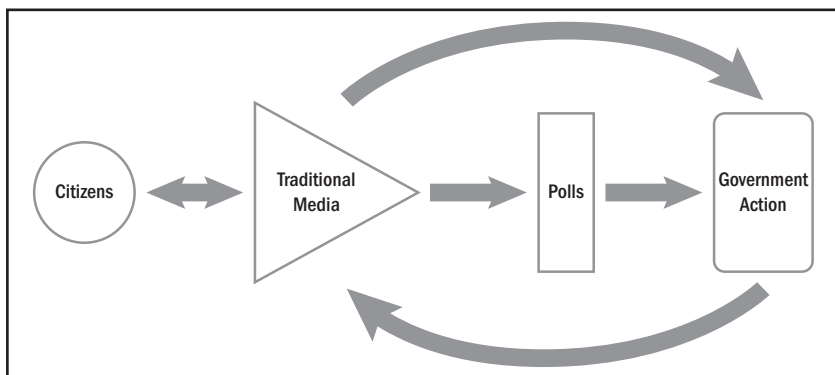 Citizens
Traditional
Media
Polls
Government
Action